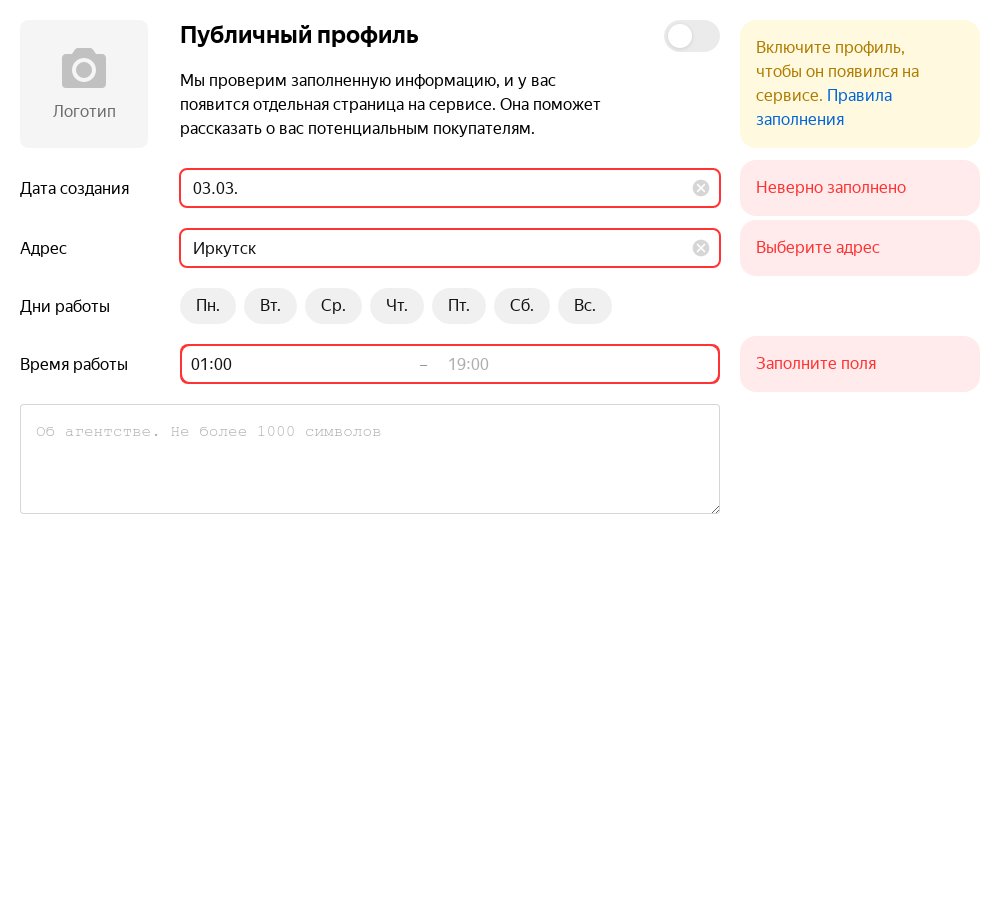 Логотип
Публичный профиль
Мы проверим заполненную информацию, и у вас
появится отдельная страница на сервисе. Она поможет
рассказать о вас потенциальным покупателям.
Включите профиль,
чтобы он появился на
сервисе. Правила
заполнения
Дата создания
03.03.
Неверно заполнено
Адрес
Иркутск
Выберите адрес
Дни работы
Пн. Вт. Ср. Чт. Пт. Сб. Вс.
Время работы
01:00 – 19:00
Заполните поля
Об агентстве. Не более 1000 символов